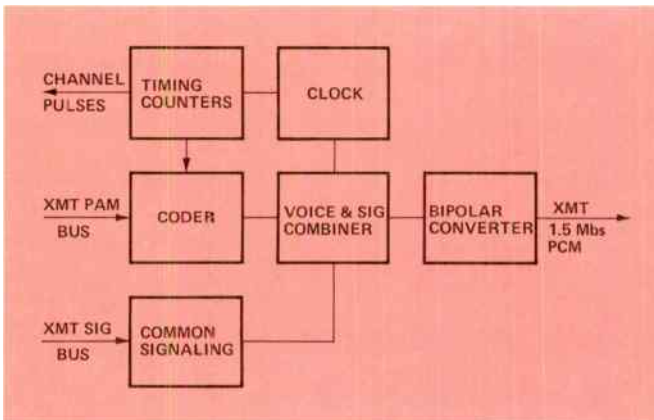 CHANNEL
PULSES
TIMING
COUNTERS
CLOCK
XMT PAM
BUS
CODER
VOICE & SIG
COMBINER
BIPOLAR
CONVERTER
XMT
1.5 Mbs
PCM
XMT SIG
BUS
COMMON
SIGNALING